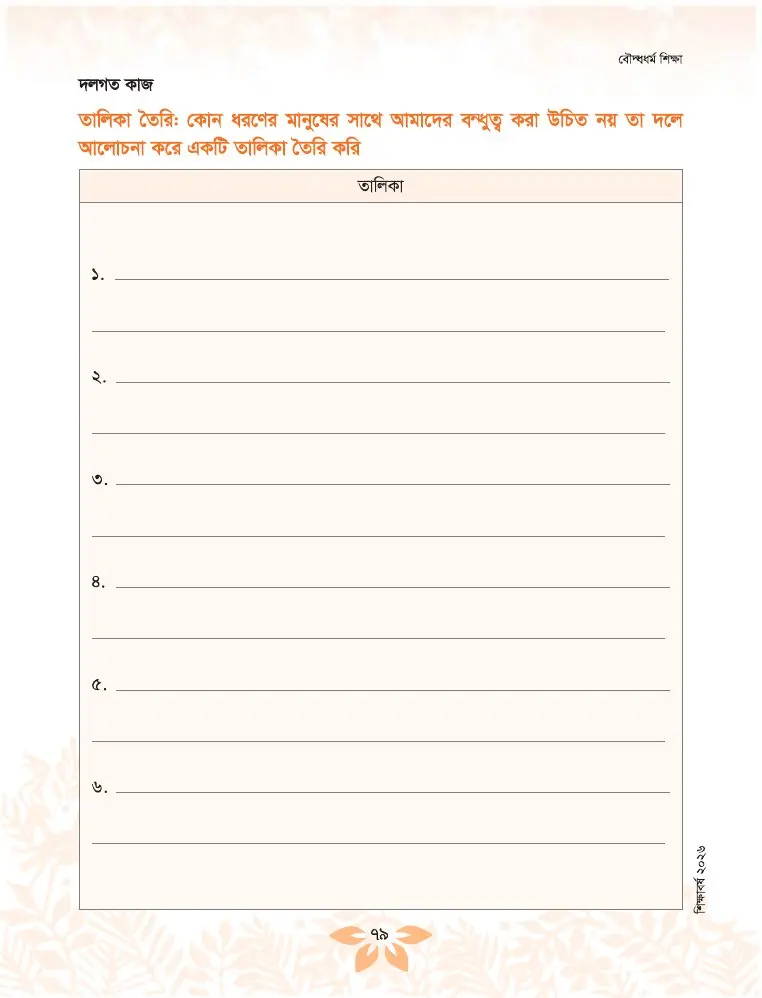 বৌদ্ধধর্ম শিক্ষা
দলগত কাজ
তালিকা তৈরি: কোন ধরণের মানুষের সাথে আমাদের বন্ধুত্ব করা উচিত নয় তা দলে
আলোচনা করে একটি তালিকা তৈরি করি
তালিকা
১.
২.
৩.
৪.
৫.
৬.
শিক্ষাবর্ষ ২০২৬
৭৯